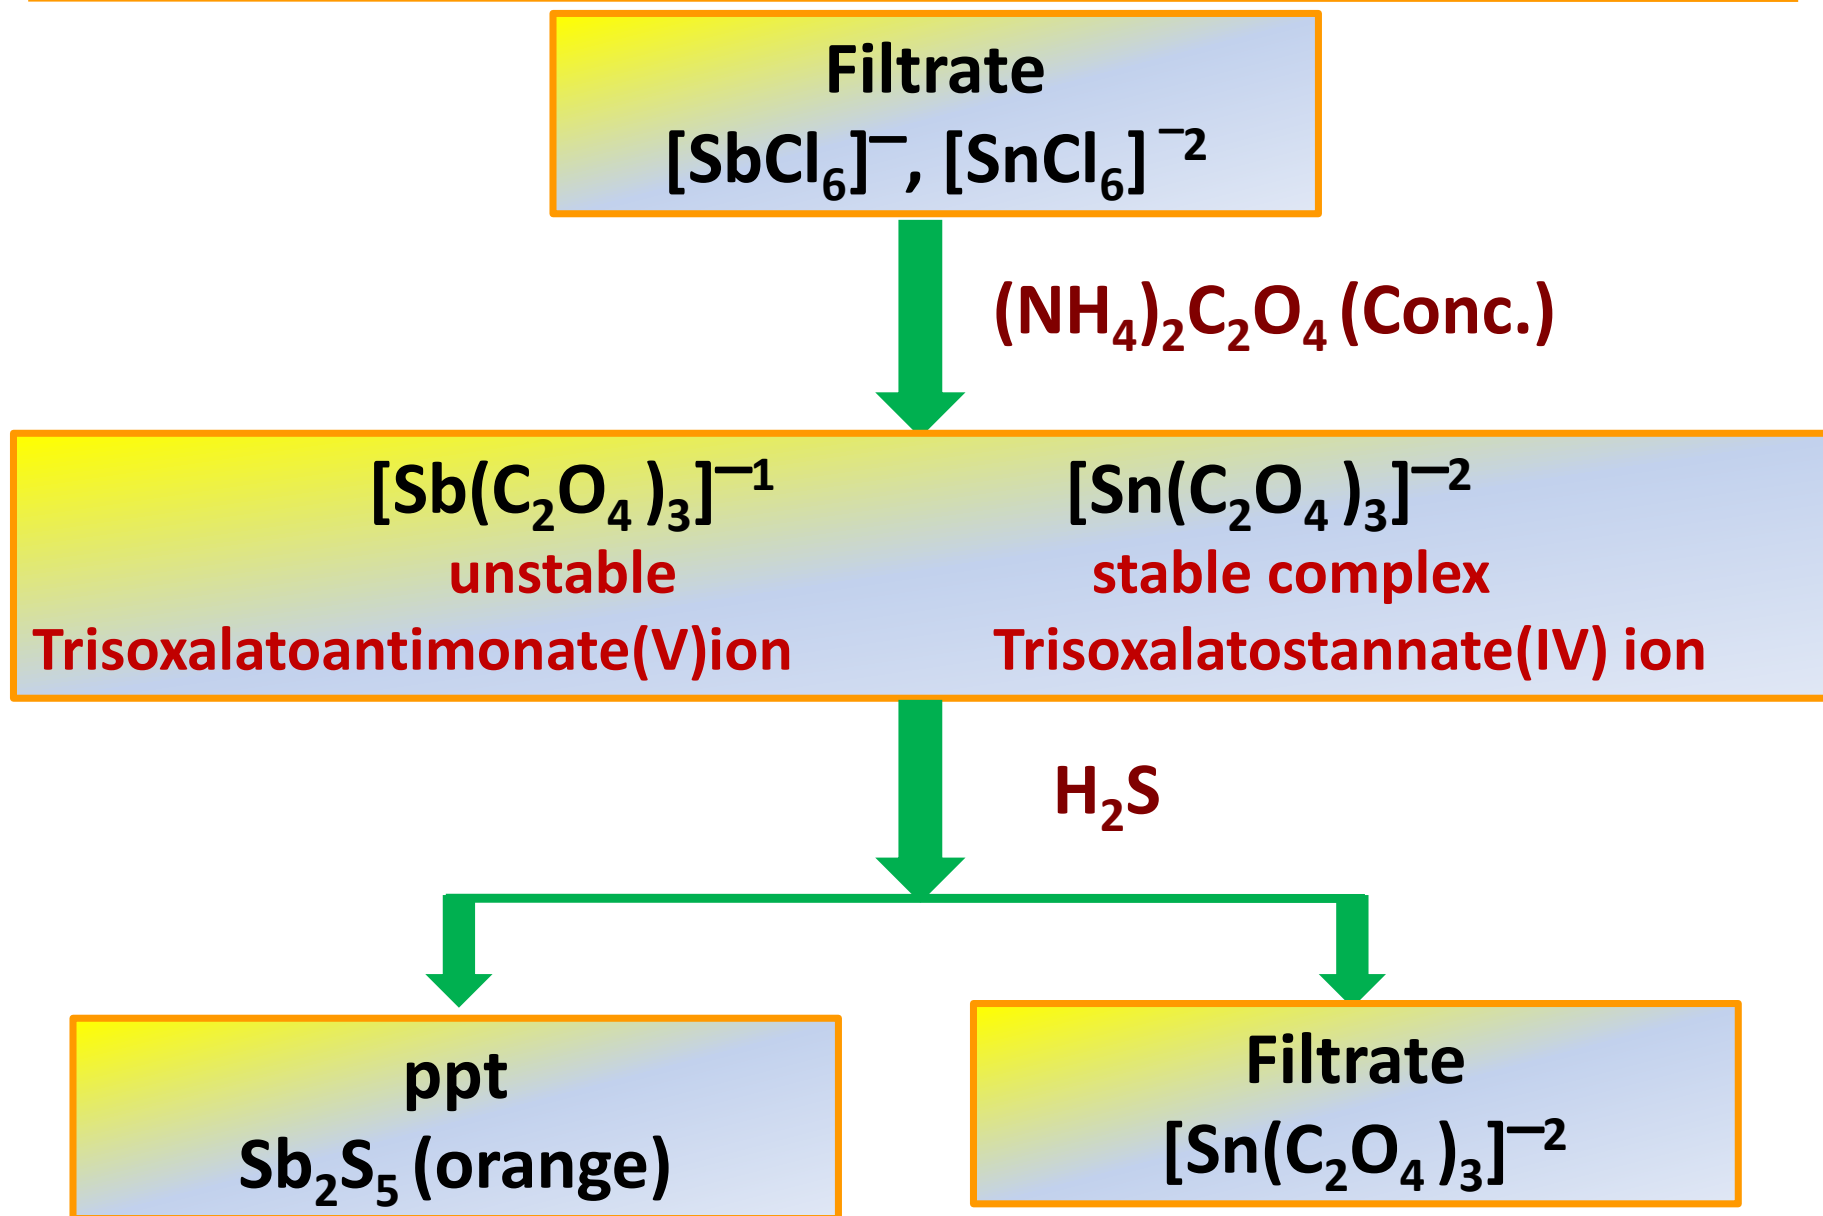 Filtrate
[SbCl₆]⁻, [SnCl₆]⁻²
(NH₄)₂C₂O₄ (Conc.)
[Sb(C₂O₄ )₃]⁻¹ [Sn(C₂O₄ )₃]⁻²
unstable stable complex
Trisoxalatoantimonate(V)ion Trisoxalatostannate(IV) ion
H₂S
ppt
Sb₂S₅ (orange)
Filtrate
[Sn(C₂O₄ )₃]⁻²